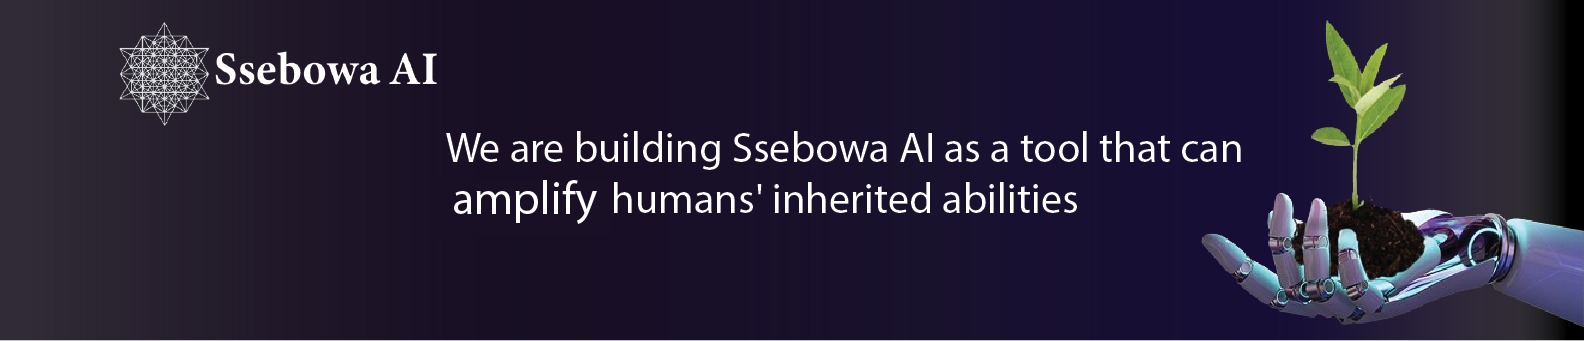 Ssebowa AI
We are building Ssebowa AI as a tool that can
amplify humans' inherited abilities